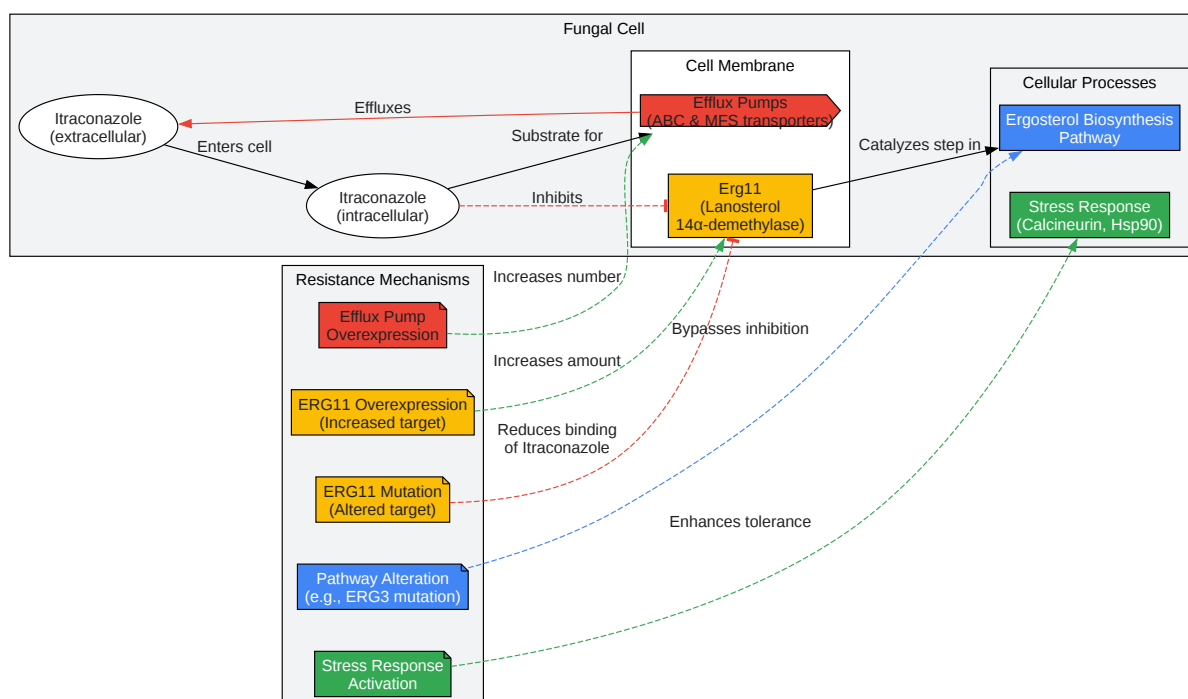 Fungal Cell
Cell Membrane
Cellular Processes
Itraconazole
(extracellular)
Effluxes
Efflux Pumps
(ABC & MFS transporters)
Ergosterol Biosynthesis
Pathway
Enters cell
Substrate for
Catalyzes step in
Itraconazole
(intracellular)
Inhibits
Erg11
(Lanosterol
14α-demethylase)
Stress Response
(Calcineurin, Hsp90)
Resistance Mechanisms
Increases number
Efflux Pump
Overexpression
Bypasses inhibition
Increases amount
ERG11 Overexpression
(Increased target)
Reduces binding
of Itraconazole
ERG11 Mutation
(Altered target)
Enhances tolerance
Pathway Alteration
(e.g., ERG3 mutation)
Stress Response
Activation